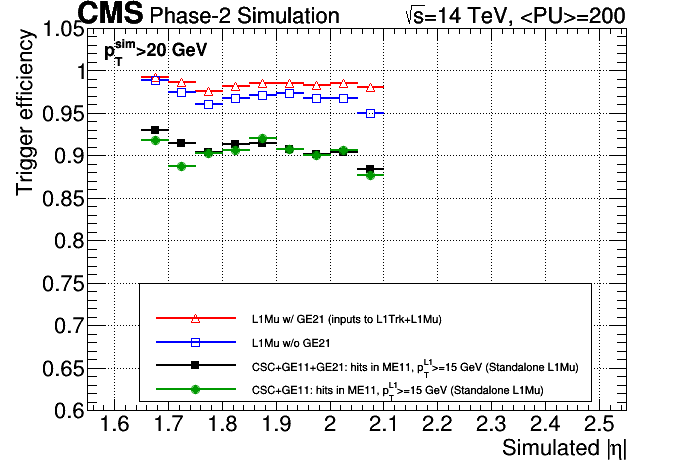 CMS Phase-2 Simulation √s=14 TeV, <PU>=200
p_T^sim>20 GeV
Trigger efficiency
1.05
1
0.95
0.9
0.85
0.8
0.75
0.7
0.65
0.6
L1Mu w/ GE21 (inputs to L1Trk+L1Mu)
L1Mu w/o GE21
CSC+GE11+GE21: hits in ME11, p_T^L1>=15 GeV (Standalone L1Mu)
CSC+GE11: hits in ME11, p_T^L1>=15 GeV (Standalone L1Mu)
1.6 1.7 1.8 1.9 2 2.1 2.2 2.3 2.4 2.5
Simulated |η|